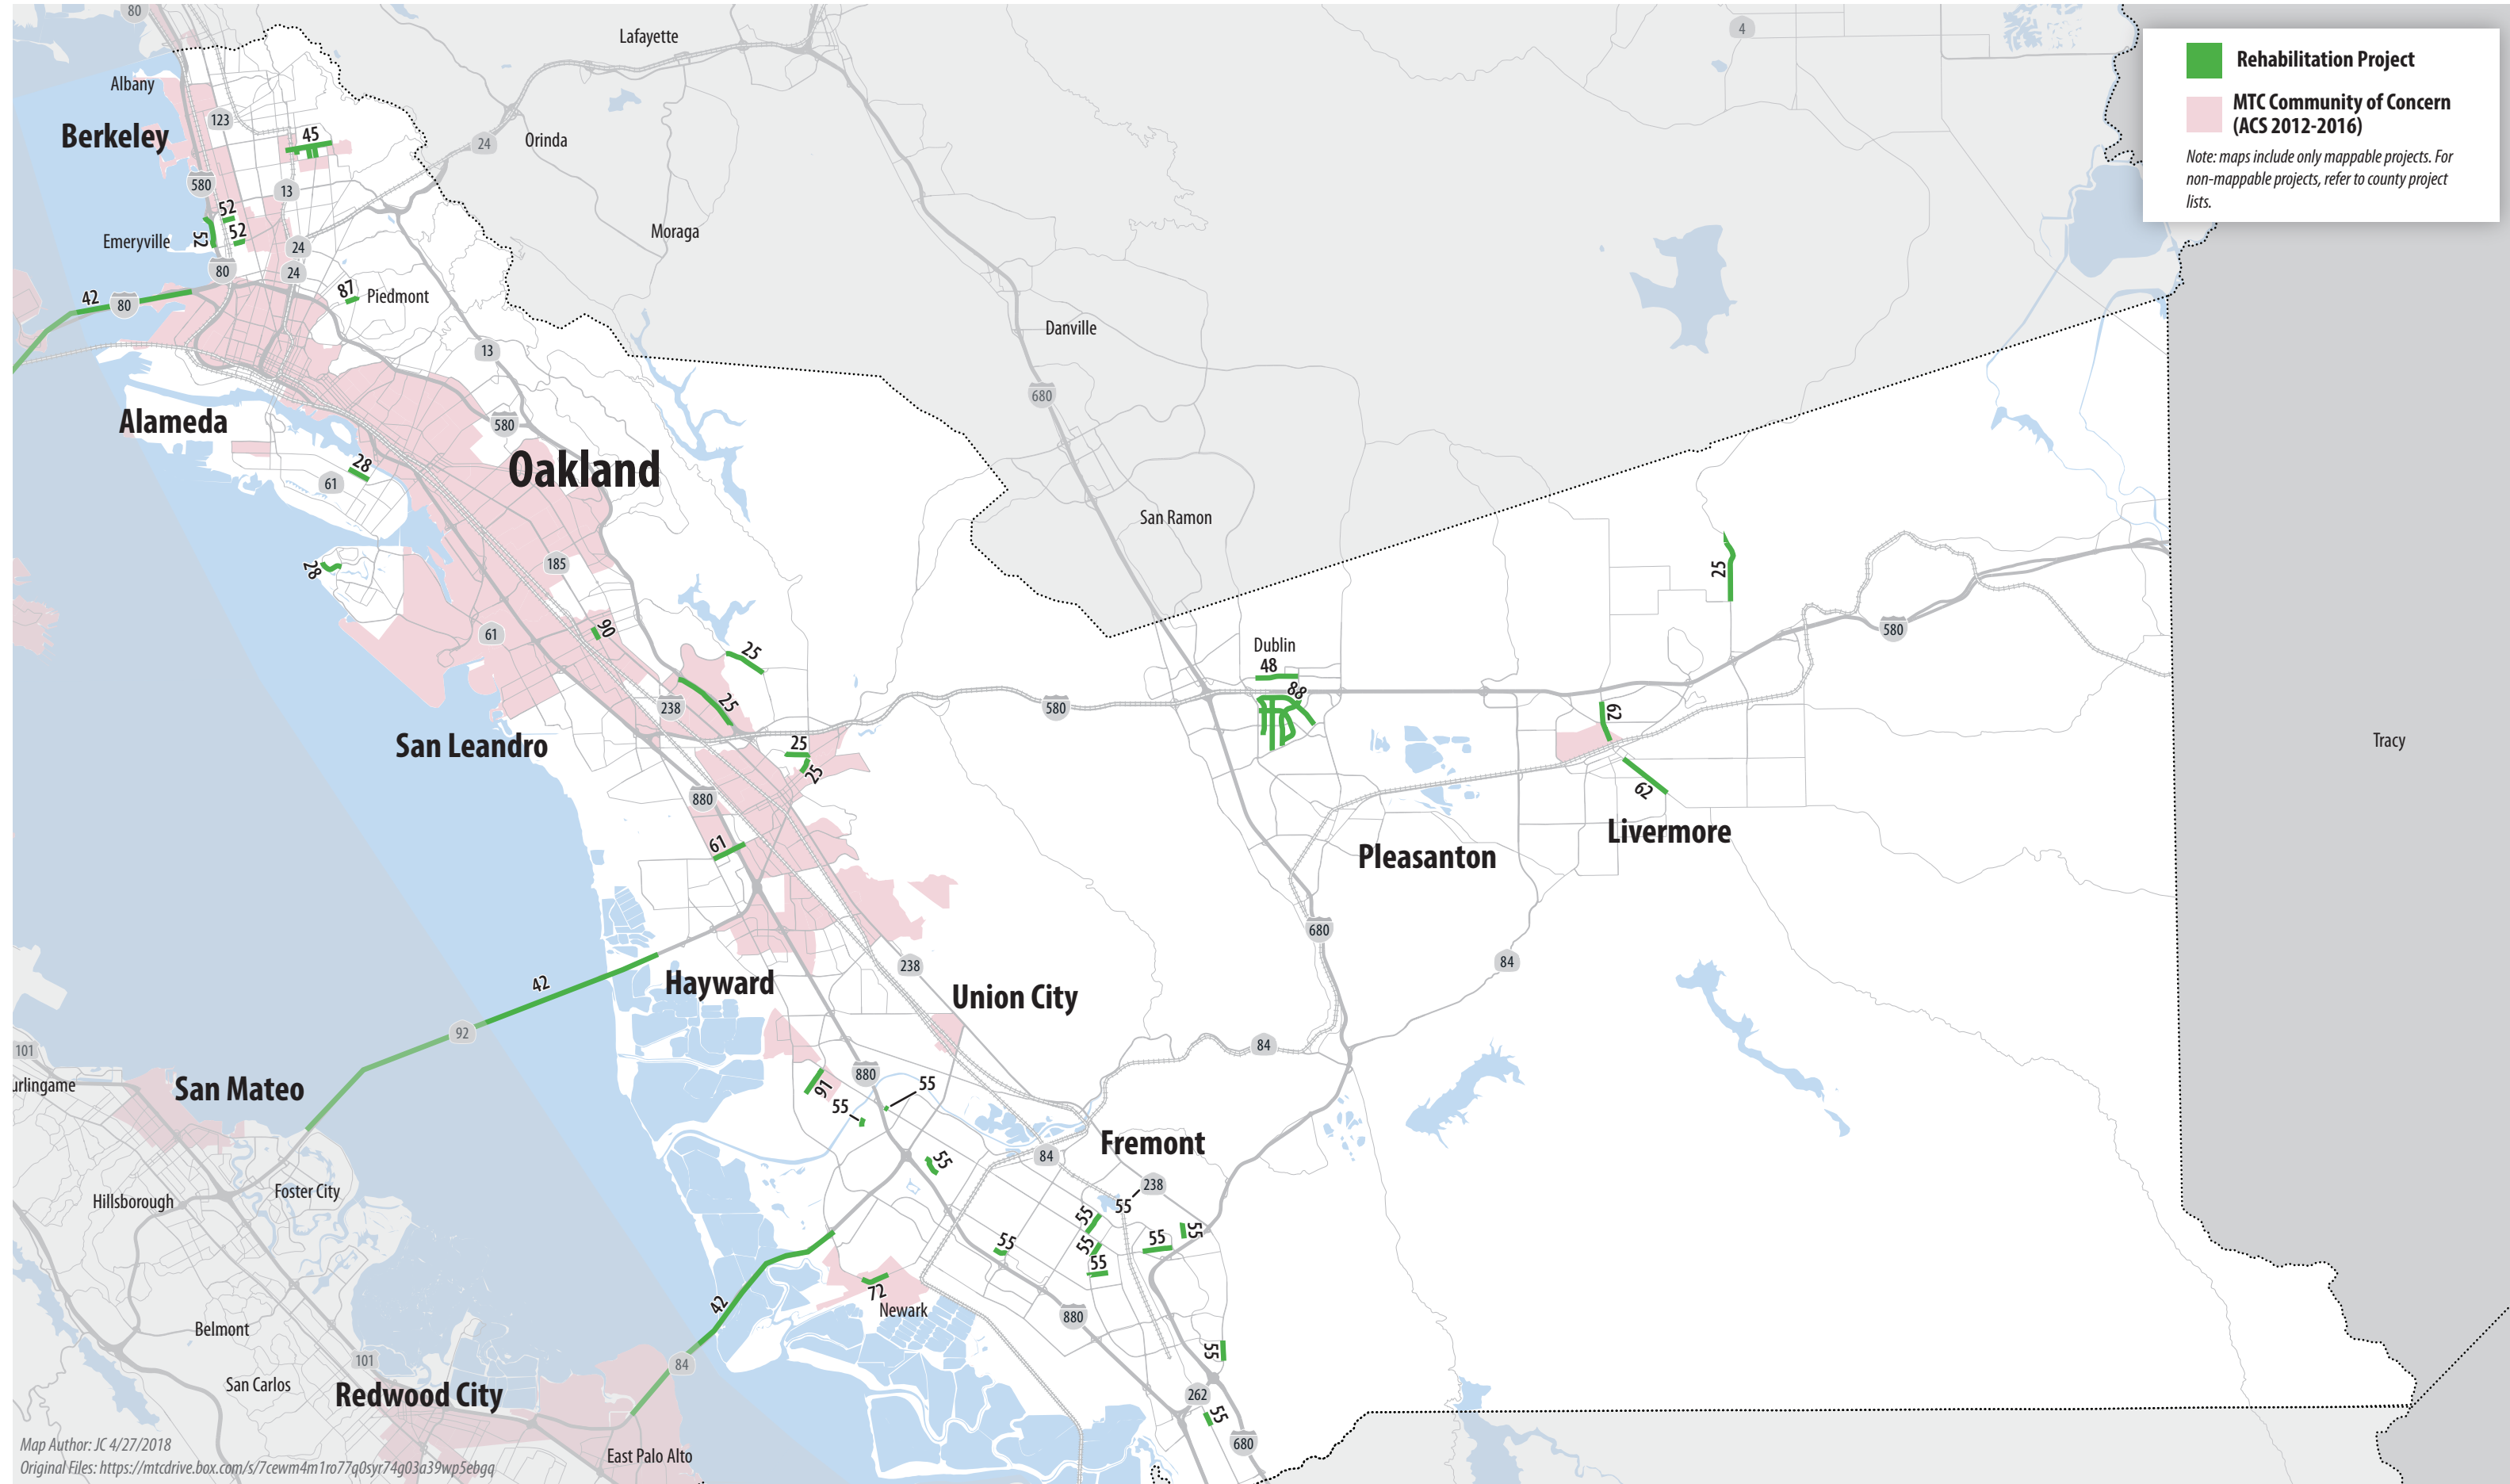 80
Lafayette
4
Rehabilitation Project
MTC Community of Concern
(ACS 2012-2016)
Note: maps include only mappable projects. For
non-mappable projects, refer to county project
lists.
Albany
123
Berkeley
45
24
Orinda
580
13
52
52
52
Emeryville
24
Moraga
80
24
42
80
87
Piedmont
Danville
13
680
Alameda
580
Oakland
28
61
San Ramon
185
28
25
61
90
580
25
Dublin
48
88
25
238
580
62
San Leandro
25
25
Tracy
880
62
61
Livermore
Pleasanton
680
84
238
42
Hayward
Union City
92
101
84
urlingame
San Mateo
880
91
55
55
Fremont
55
84
238
55
Hillsborough
Foster City
55
55
55
55
55
55
72
Newark
42
880
Belmont
55
101
84
San Carlos
Redwood City
262
55
680
East Palo Alto
Map Author: JC 4/27/2018
Original Files: https://mtcdrive.box.com/s/7cewm4m1ro77q0syr74g03a39wp5ebgq